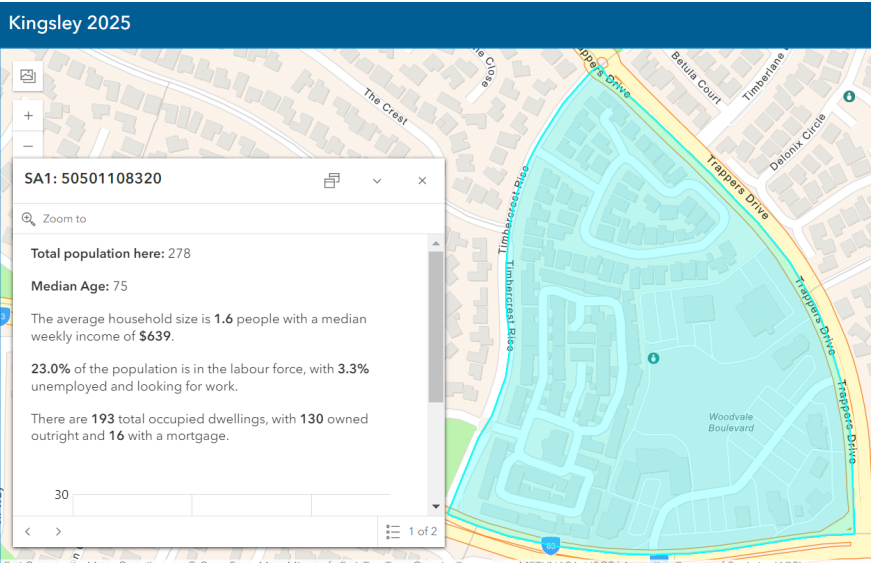 Kingsley 2025
The Crest
Betula Court
Timberlane
Delonix Circle
Trappers Drive
Trappers Drive
Trappers Drive
Timbercrest Rise
Timbercrest Rise
Woodvale
Boulevard
80
+
−
SA1: 50501108320
Zoom to
Total population here: 278
Median Age: 75
The average household size is 1.6 people with a median
weekly income of $639.
23.0% of the population is in the labour force, with 3.3%
unemployed and looking for work.
There are 193 total occupied dwellings, with 130 owned
outright and 16 with a mortgage.
30
1 of 2